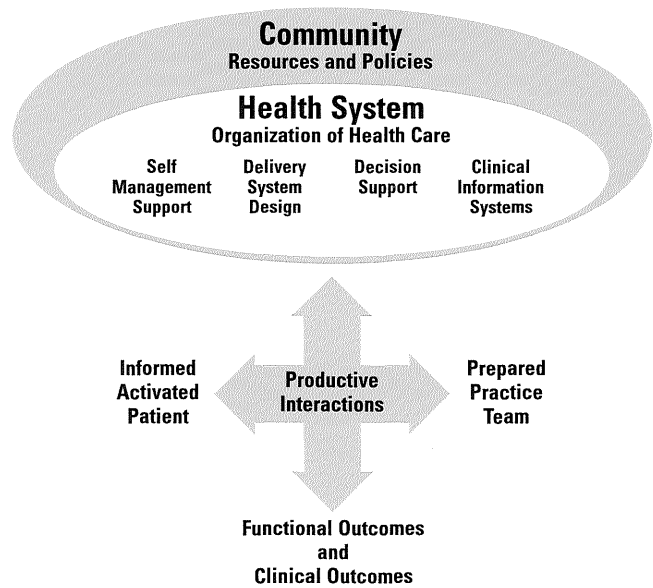 Community
Resources and Policies
Health System
Organization of Health Care
Self
Management
Support
Delivery
System
Design
Decision
Support
Clinical
Information
Systems
Informed
Activated
Patient
Productive
Interactions
Prepared
Practice
Team
Functional Outcomes
and
Clinical Outcomes